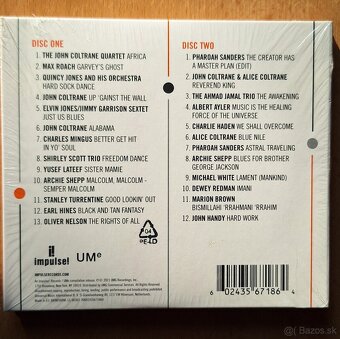 DISC ONE
1. THE JOHN COLTRANE QUARTET AFRICA
2. MAX ROACH GARVEY'S GHOST
3. QUINCY JONES AND HIS ORCHESTRA
HARD SOCK DANCE
4. JOHN COLTRANE UP 'GAINST THE WALL
5. ELVIN JONES/JIMMY GARRISON SEXTET
JUST US BLUES
6. JOHN COLTRANE ALABAMA
7. CHARLES MINGUS BETTER GET HIT
IN YO' SOUL
8. SHIRLEY SCOTT TRIO FREEDOM DANCE
9. YUSEF LATEEF SISTER MAMIE
10. ARCHIE SHEPP MALCOLM, MALCOLM -
SEMPER MALCOLM
11. STANLEY TURRENTINE GOOD LOOKIN' OUT
12. EARL HINES BLACK AND TAN FANTASY
13. OLIVER NELSON THE RIGHTS OF ALL
DISC TWO
1. PHAROAH SANDERS THE CREATOR HAS
A MASTER PLAN (EDIT)
2. JOHN COLTRANE & ALICE COLTRANE
REVEREND KING
3. THE AHMAD JAMAL TRIO THE AWAKENING
4. ALBERT AYLER MUSIC IS THE HEALING
FORCE OF THE UNIVERSE
5. CHARLIE HADEN WE SHALL OVERCOME
6. ALICE COLTRANE BLUE NILE
7. PHAROAH SANDERS ASTRAL TRAVELING
8. ARCHIE SHEPP BLUES FOR BROTHER
GEORGE JACKSON
9. MICHAEL WHITE LAMENT (MANKIND)
10. DEWEY REDMAN IMANI
11. MARION BROWN
BISMILLAHI 'RRAHMANI 'RRAHIM
12. JOHN HANDY HARD WORK
impulse! UMe
IMPULSERECORDS.COM
6 02435 67186 4
sk.bazar.sk